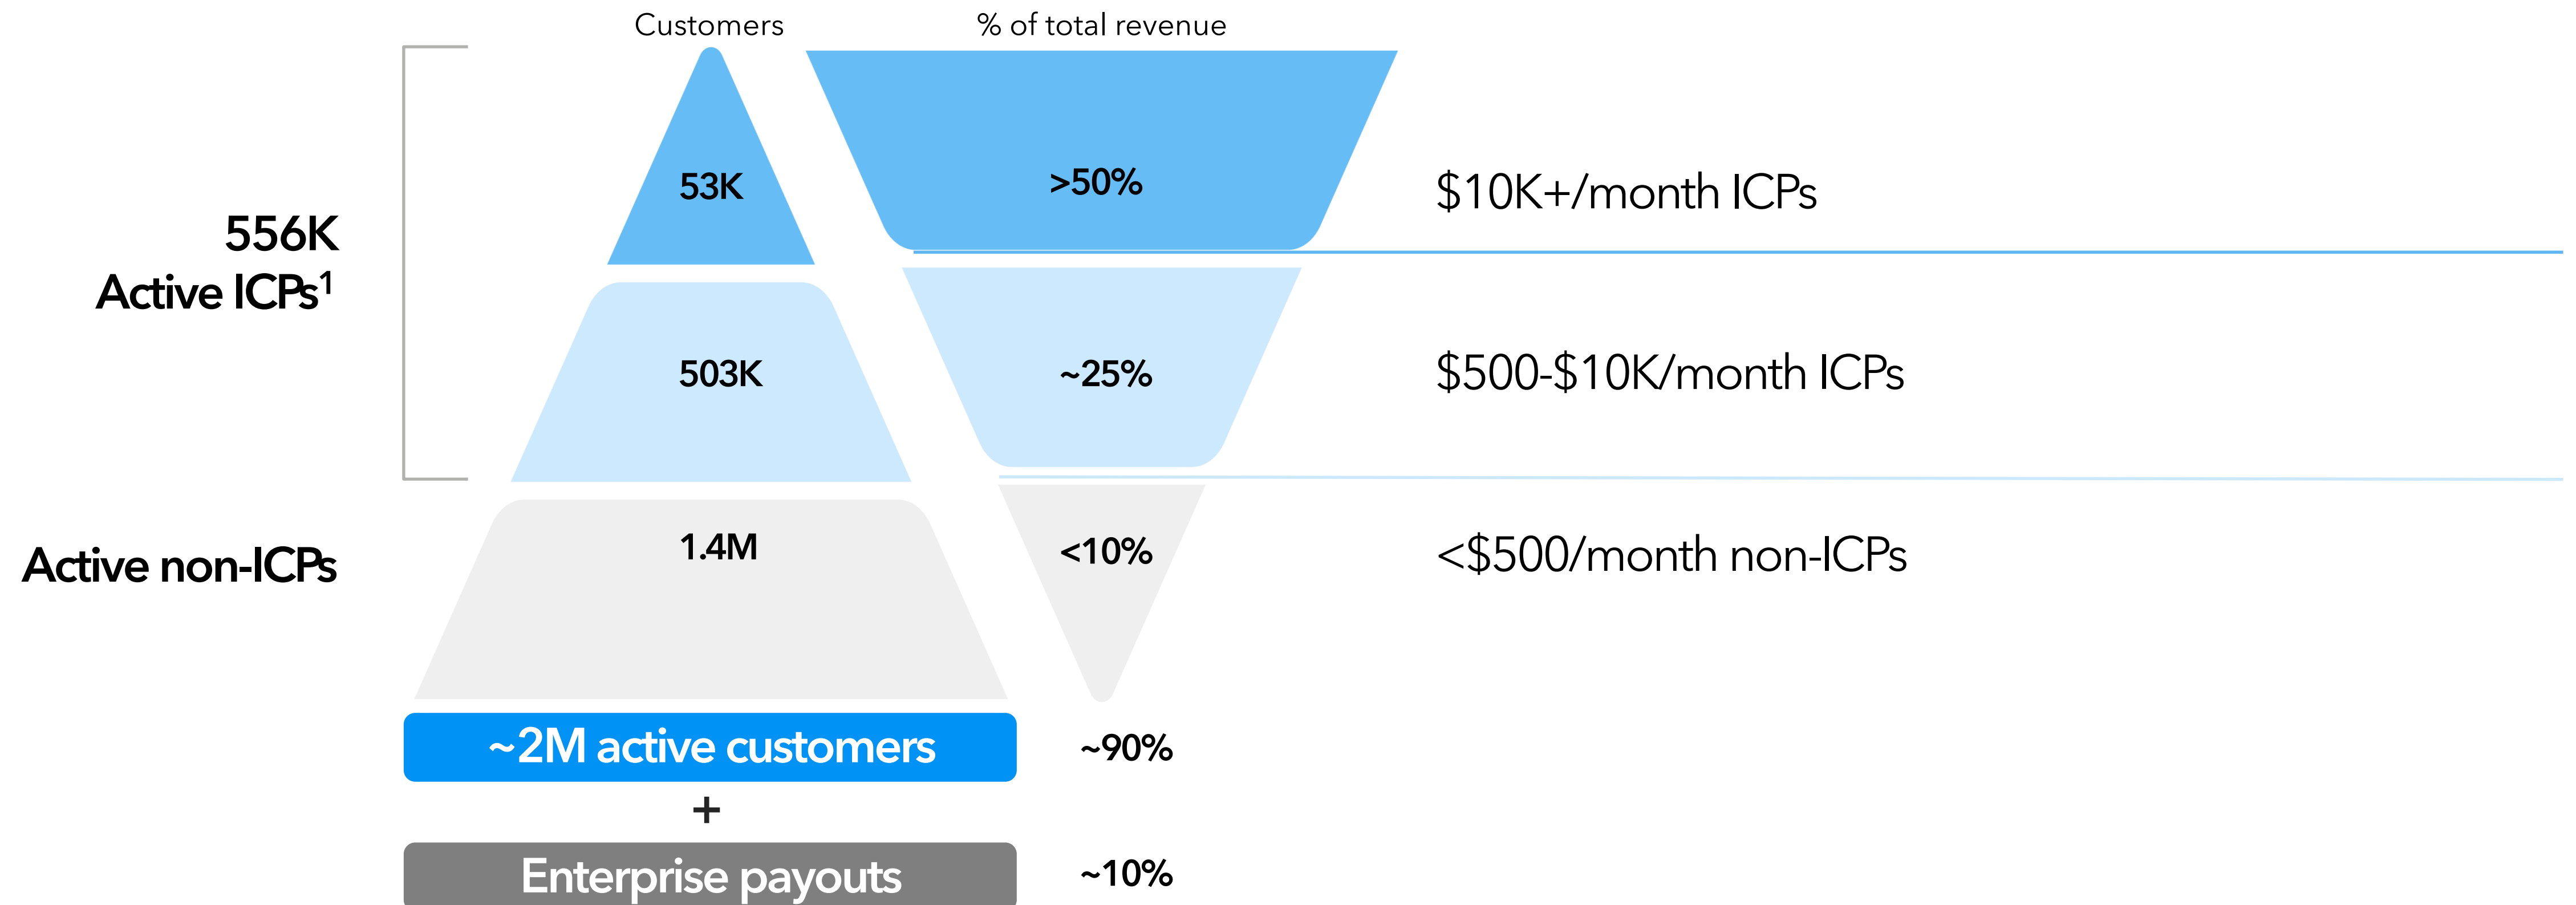 Customers
% of total revenue
53K
>50%
$10K+/month ICPs
556K
Active ICPs¹
503K
~25%
$500-$10K/month ICPs
Active non-ICPs
1.4M
<10%
<$500/month non-ICPs
~2M active customers
~90%
+
Enterprise payouts
~10%